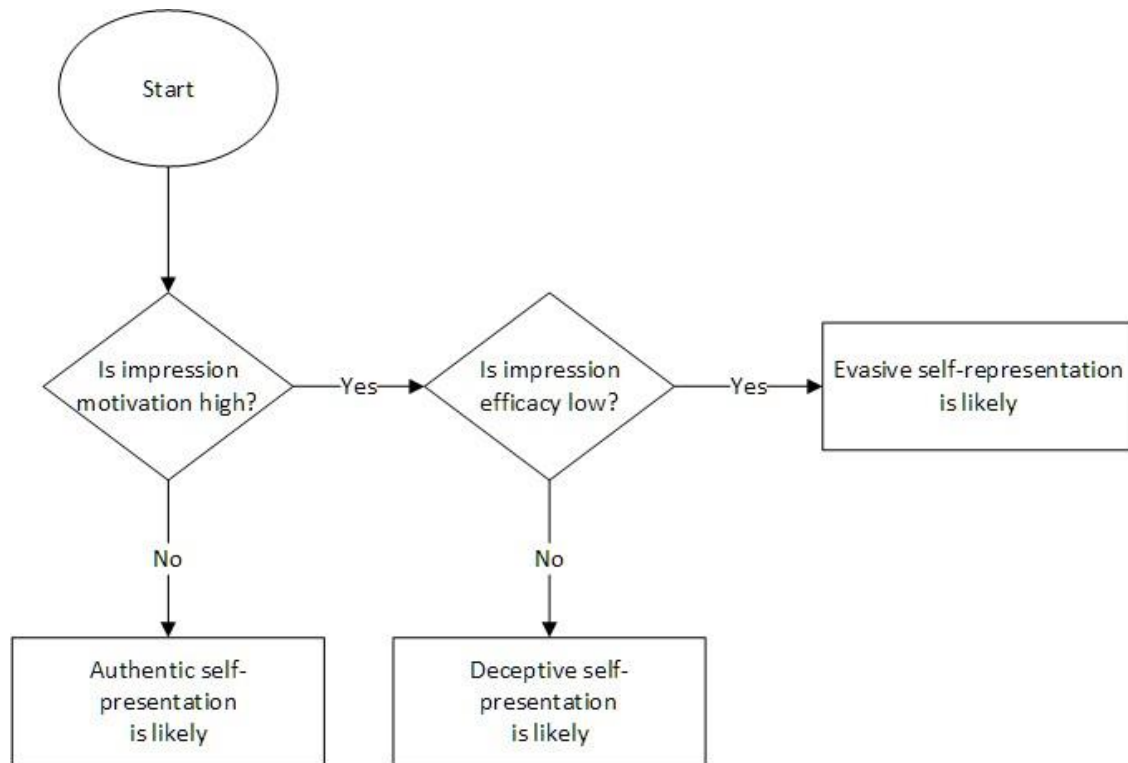 Start
Is impression
motivation high?
Yes
Is impression
efficacy low?
Yes
Evasive self-representation
is likely
No
No
Authentic self-
presentation
is likely
Deceptive self-
presentation
is likely